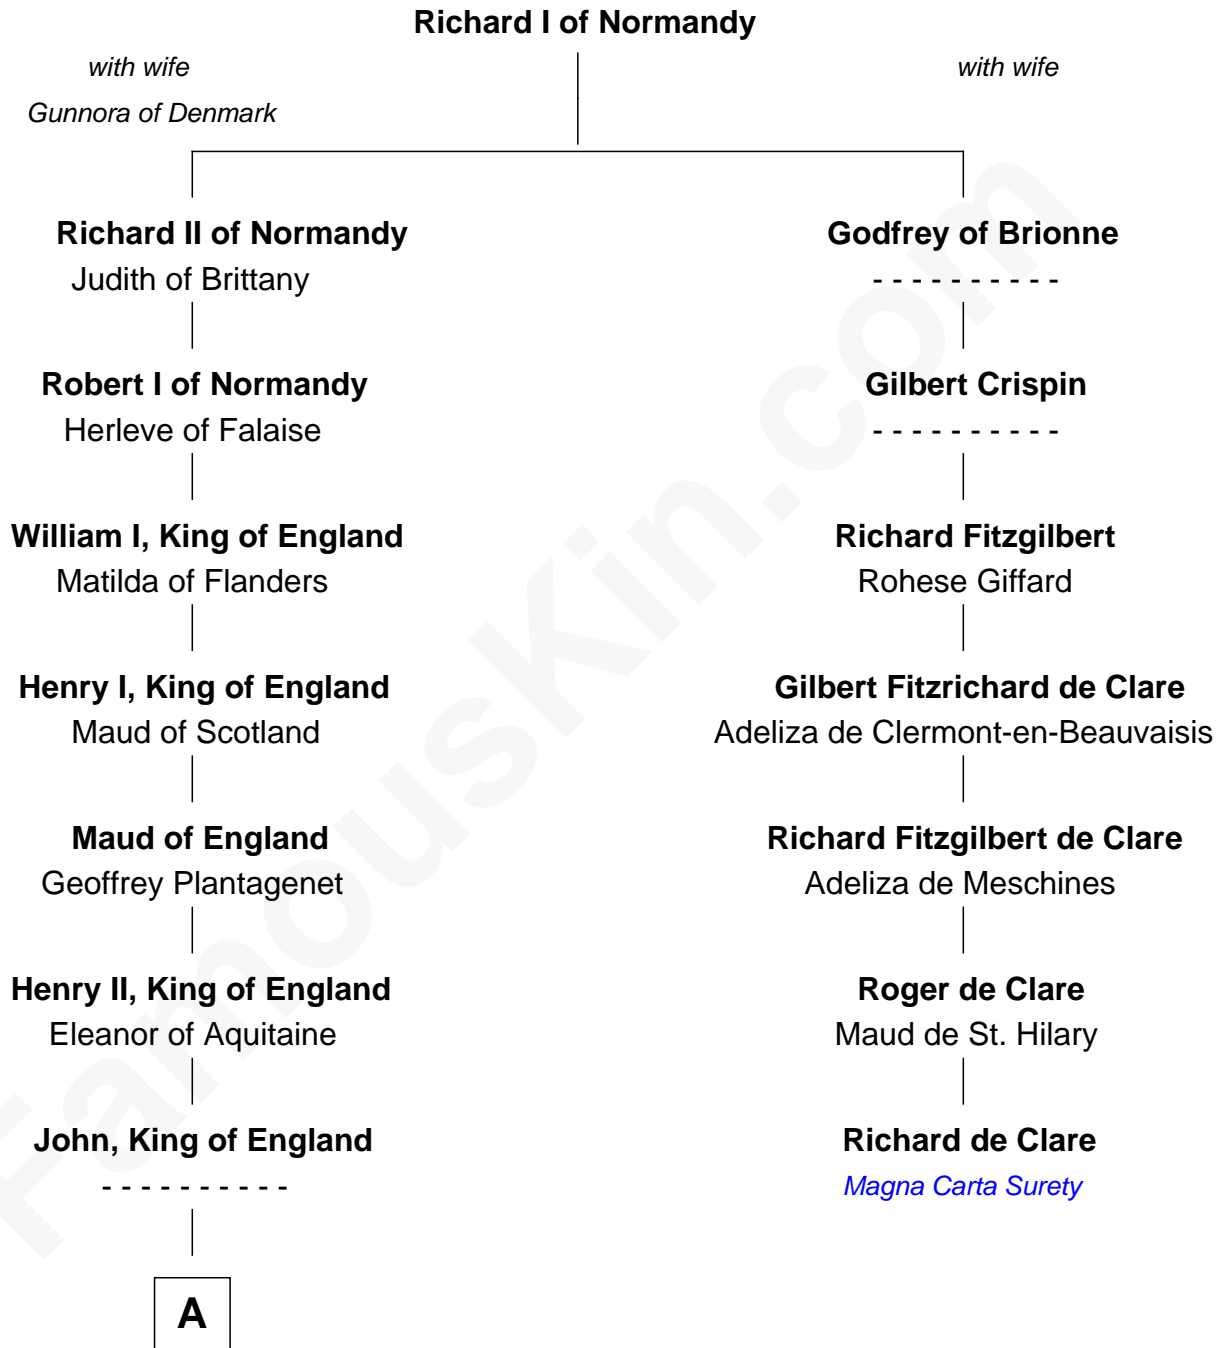 Richard I of Normandy
with wife
Gunnora of Denmark
with wife
Richard II of Normandy
Judith of Brittany
Godfrey of Brionne
- - - - - - - - - -
Robert I of Normandy
Herleve of Falaise
Gilbert Crispin
- - - - - - - - - -
William I, King of England
Matilda of Flanders
Richard Fitzgilbert
Rohese Giffard
Henry I, King of England
Maud of Scotland
Gilbert Fitzrichard de Clare
Adeliza de Clermont-en-Beauvaisis
Maud of England
Geoffrey Plantagenet
Richard Fitzgilbert de Clare
Adeliza de Meschines
Henry II, King of England
Eleanor of Aquitaine
Roger de Clare
Maud de St. Hilary
John, King of England
- - - - - - - - - -
Richard de Clare
Magna Carta Surety
A
FamousKin.com